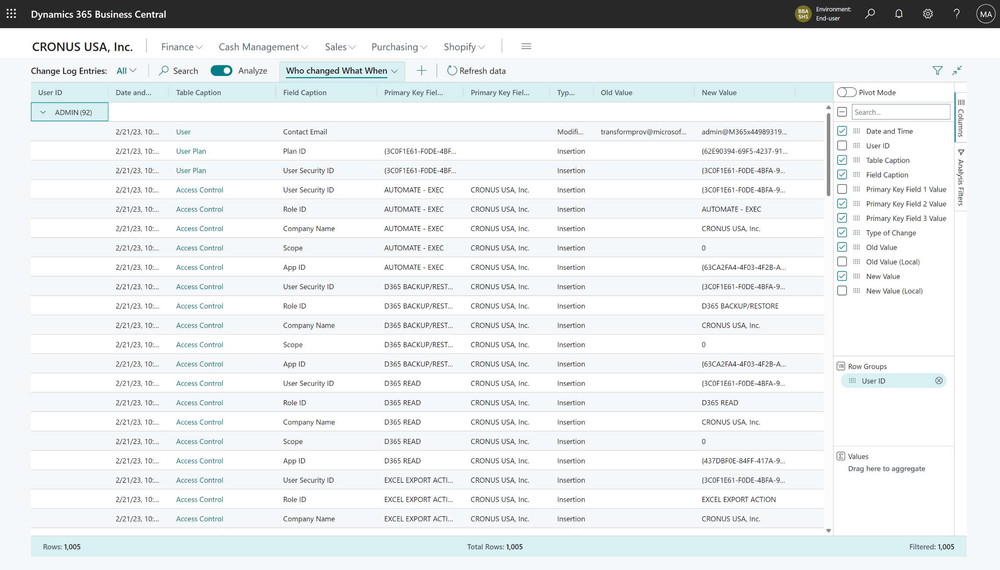 Dynamics 365 Business Central
BBA SHS
Environment:
End-user
MA
CRONUS USA, Inc.
Finance
Cash Management
Sales
Purchasing
Shopify
Change Log Entries: All
Search
Analyze
Who changed What When
Refresh data
User ID Date and... Table Caption Field Caption Primary Key Fiel... Primary Key Fiel... Typ... Old Value New Value
ADMIN (92)
2/21/23, 10:... User Contact Email Modifi... transformprov@microsof... admin@M365x44989319...
2/21/23, 10:... User Plan Plan ID {3C0F1E61-F0DE-4BF... Insertion {62E90394-69F5-4237-91...
2/21/23, 10:... User Plan User Security ID {3C0F1E61-F0DE-4BF... Insertion {3C0F1E61-F0DE-4BFA-9...
2/21/23, 10:... Access Control User Security ID AUTOMATE - EXEC CRONUS USA, Inc. Insertion {3C0F1E61-F0DE-4BFA-9...
2/21/23, 10:... Access Control Role ID AUTOMATE - EXEC CRONUS USA, Inc. Insertion AUTOMATE - EXEC
2/21/23, 10:... Access Control Company Name AUTOMATE - EXEC CRONUS USA, Inc. Insertion CRONUS USA, Inc.
2/21/23, 10:... Access Control Scope AUTOMATE - EXEC CRONUS USA, Inc. Insertion 0
2/21/23, 10:... Access Control App ID AUTOMATE - EXEC CRONUS USA, Inc. Insertion {63CA2FA4-4F03-4F2B-A...
2/21/23, 10:... Access Control User Security ID D365 BACKUP/REST... CRONUS USA, Inc. Insertion {3C0F1E61-F0DE-4BFA-9...
2/21/23, 10:... Access Control Role ID D365 BACKUP/REST... CRONUS USA, Inc. Insertion D365 BACKUP/RESTORE
2/21/23, 10:... Access Control Company Name D365 BACKUP/REST... CRONUS USA, Inc. Insertion CRONUS USA, Inc.
2/21/23, 10:... Access Control Scope D365 BACKUP/REST... CRONUS USA, Inc. Insertion 0
2/21/23, 10:... Access Control App ID D365 BACKUP/REST... CRONUS USA, Inc. Insertion {63CA2FA4-4F03-4F2B-A...
2/21/23, 10:... Access Control User Security ID D365 READ CRONUS USA, Inc. Insertion {3C0F1E61-F0DE-4BFA-9...
2/21/23, 10:... Access Control Role ID D365 READ CRONUS USA, Inc. Insertion D365 READ
2/21/23, 10:... Access Control Company Name D365 READ CRONUS USA, Inc. Insertion CRONUS USA, Inc.
2/21/23, 10:... Access Control Scope D365 READ CRONUS USA, Inc. Insertion 0
2/21/23, 10:... Access Control App ID D365 READ CRONUS USA, Inc. Insertion {437DBF0E-84FF-417A-9...
2/21/23, 10:... Access Control User Security ID EXCEL EXPORT ACTI... CRONUS USA, Inc. Insertion {3C0F1E61-F0DE-4BFA-9...
2/21/23, 10:... Access Control Role ID EXCEL EXPORT ACTI... CRONUS USA, Inc. Insertion EXCEL EXPORT ACTION
2/21/23, 10:... Access Control Company Name EXCEL EXPORT ACTI... CRONUS USA, Inc. Insertion CRONUS USA, Inc.
Rows: 1,005
Total Rows: 1,005
Filtered: 1,005
Pivot Mode
Search...
Date and Time
User ID
Table Caption
Field Caption
Primary Key Field 1 Value
Primary Key Field 2 Value
Primary Key Field 3 Value
Type of Change
Old Value
Old Value (Local)
New Value
New Value (Local)
Row Groups
User ID
Values
Drag here to aggregate
Columns
Analysis Filters